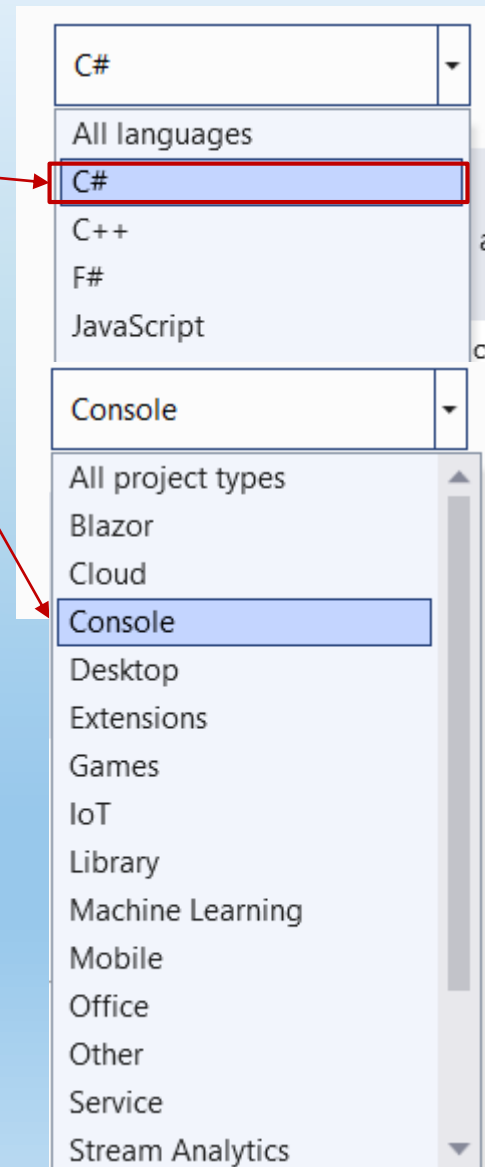 C#
All languages
C#
C++
F#
JavaScript
Console
All project types
Blazor
Cloud
Console
Desktop
Extensions
Games
IoT
Library
Machine Learning
Mobile
Office
Other
Service
Stream Analytics